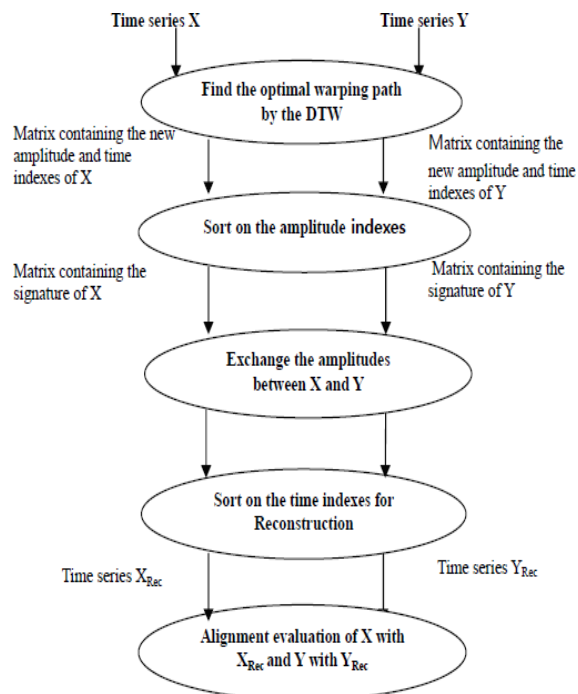 Time series X
Time series Y
Find the optimal warping path
by the DTW
Matrix containing the new
amplitude and time
indexes of X
Matrix containing the
new amplitude and time
indexes of Y
Sort on the amplitude indexes
Matrix containing the
signature of X
Matrix containing the
signature of Y
Exchange the amplitudes
between X and Y
Sort on the time indexes for
Reconstruction
Time series XRec
Time series YRec
Alignment evaluation of X with
XRec and Y with YRec